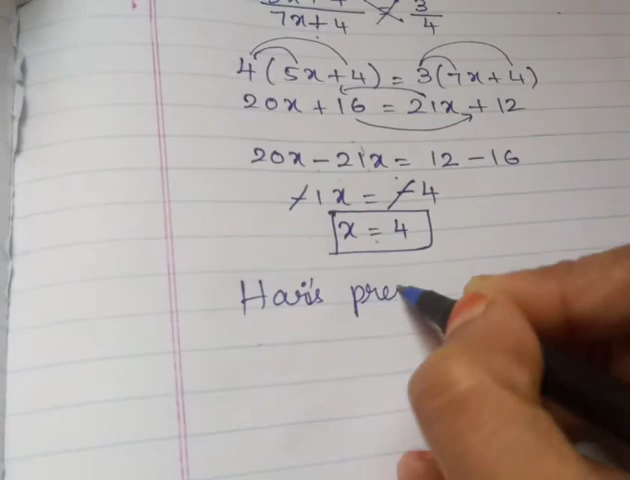 7x+4 3/4
4(5x+4) = 3(7x+4)
20x + 16 = 21x + 12
20x - 21x = 12 - 16
-1x = -4
x = 4
Hari's pre